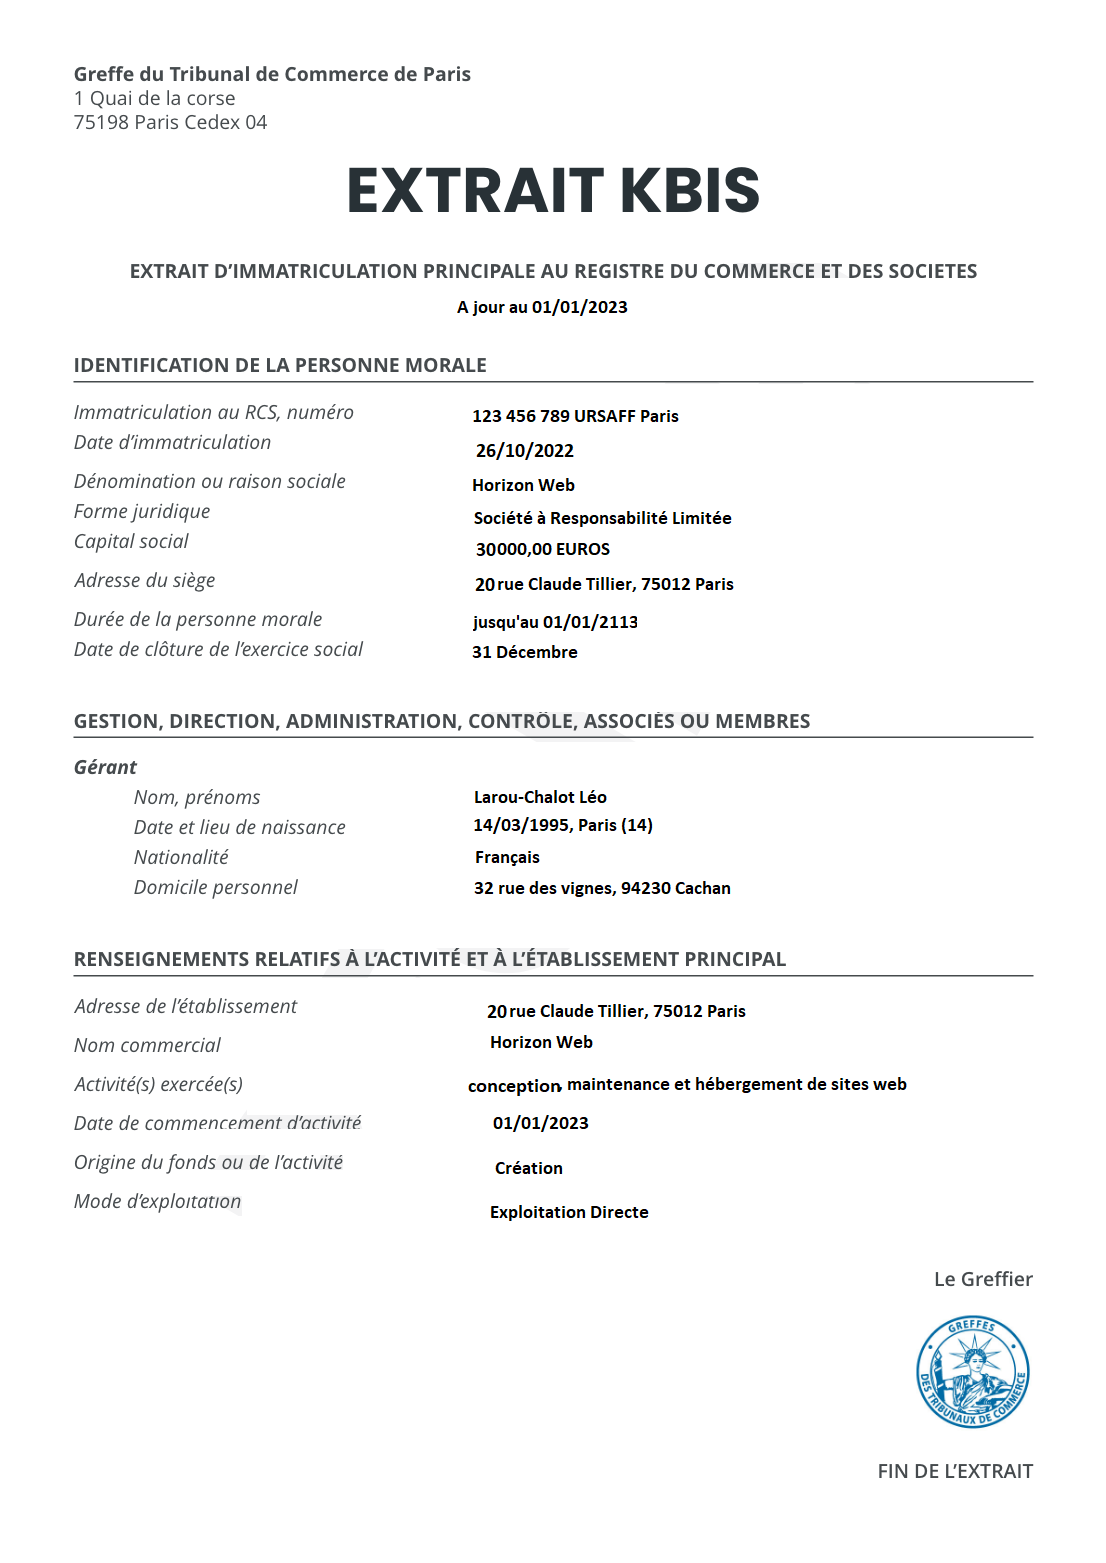 Greffe du Tribunal de Commerce de Paris
1 Quai de la corse
75198 Paris Cedex 04
EXTRAIT KBIS
EXTRAIT D’IMMATRICULATION PRINCIPALE AU REGISTRE DU COMMERCE ET DES SOCIETES
A jour au 01/01/2023
IDENTIFICATION DE LA PERSONNE MORALE
Immatriculation au RCS, numéro 123 456 789 URSAFF Paris
Date d’immatriculation 26/10/2022
Dénomination ou raison sociale Horizon Web
Forme juridique Société à Responsabilité Limitée
Capital social 30000,00 EUROS
Adresse du siège 20 rue Claude Tillier, 75012 Paris
Durée de la personne morale jusqu'au 01/01/2113
Date de clôture de l’exercice social 31 Décembre
GESTION, DIRECTION, ADMINISTRATION, CONTRÔLE, ASSOCIÉS OU MEMBRES
Gérant
Nom, prénoms Larou-Chalot Léo
Date et lieu de naissance 14/03/1995, Paris (14)
Nationalité Français
Domicile personnel 32 rue des vignes, 94230 Cachan
RENSEIGNEMENTS RELATIFS À L’ACTIVITÉ ET À L’ÉTABLISSEMENT PRINCIPAL
Adresse de l’établissement 20 rue Claude Tillier, 75012 Paris
Nom commercial Horizon Web
Activité(s) exercée(s) conception, maintenance et hébergement de sites web
Date de commencement d’activité 01/01/2023
Origine du fonds ou de l’activité Création
Mode d’exploitation Exploitation Directe
Le Greffier
GREFFES
DES TRIBUNAUX DE COMMERCE
FIN DE L’EXTRAIT